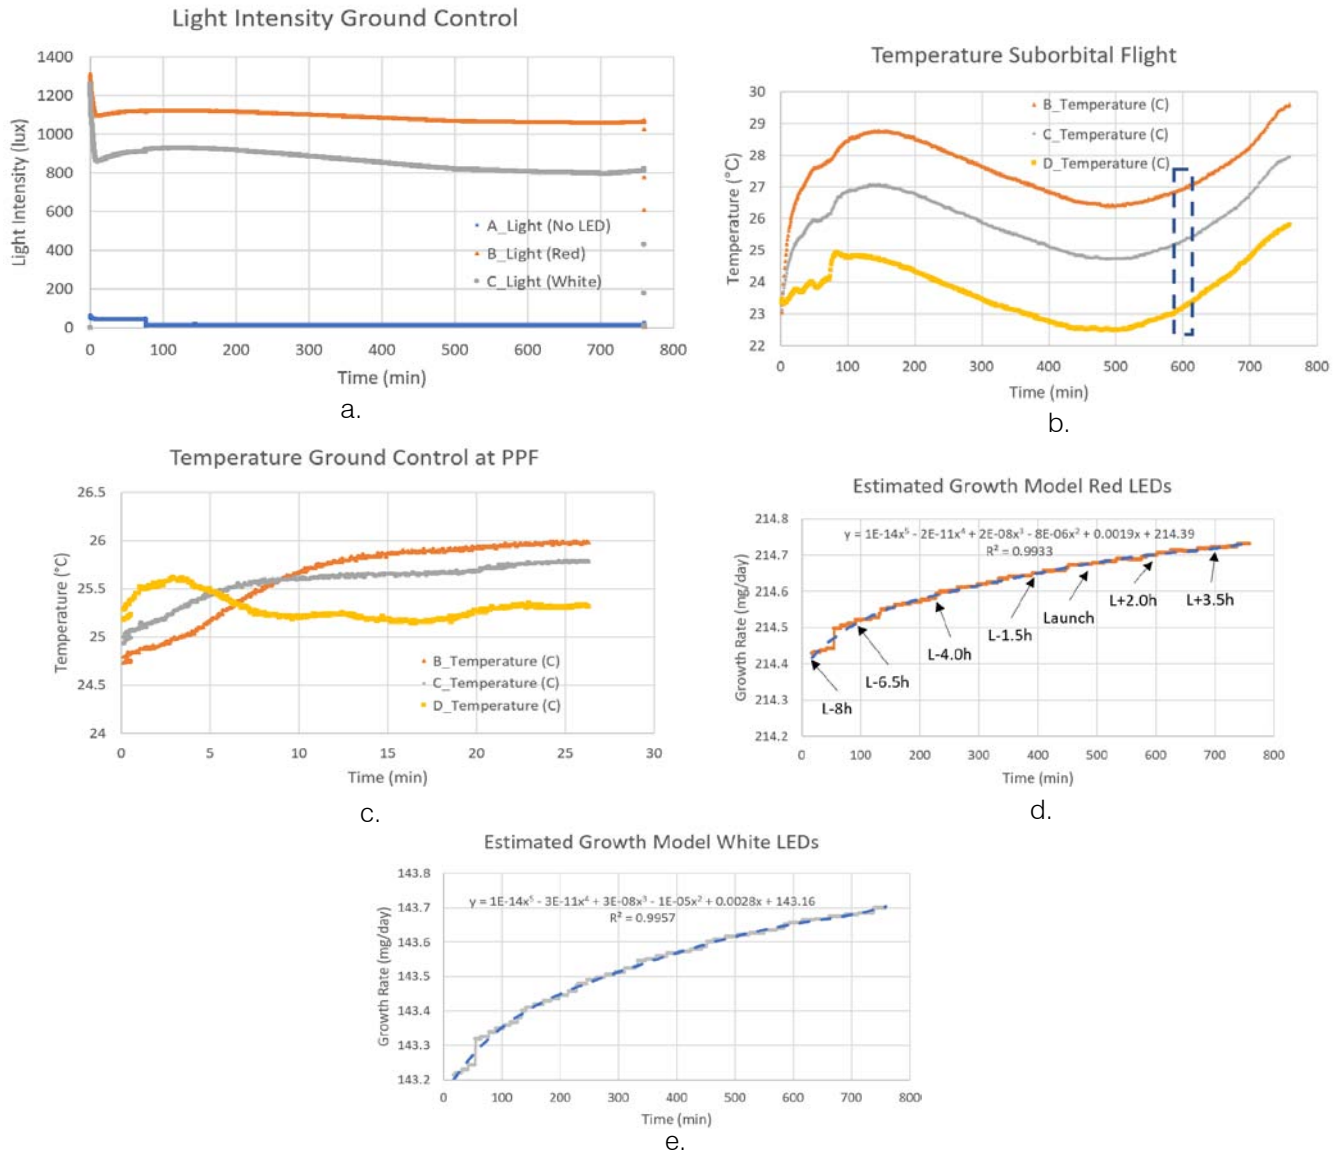 Light Intensity Ground Control
1400
1200
1000
800
600
400
200
0
Light Intensity (lux)
A_Light (No LED)
B_Light (Red)
C_Light (White)
0 100 200 300 400 500 600 700 800
Time (min)
a.
Temperature Suborbital Flight
30
29
28
27
26
25
24
23
22
Temperature (°C)
B_Temperature (C)
C_Temperature (C)
D_Temperature (C)
0 100 200 300 400 500 600 700 800
Time (min)
b.
Temperature Ground Control at PPF
26.5
26
25.5
25
24.5
24
Temperature (°C)
B_Temperature (C)
C_Temperature (C)
D_Temperature (C)
0 5 10 15 20 25 30
Time (min)
c.
Estimated Growth Model Red LEDs
214.8
214.7
214.6
214.5
214.4
214.3
214.2
Growth Rate (mg/day)
y = 1E-14x⁵ - 2E-11x⁴ + 2E-08x³ - 8E-06x² + 0.0019x + 214.39
R² = 0.9933
L-8h
L-6.5h
L-4.0h
L-1.5h
Launch
L+2.0h
L+3.5h
0 100 200 300 400 500 600 700 800
Time (min)
d.
Estimated Growth Model White LEDs
143.8
143.7
143.6
143.5
143.4
143.3
143.2
Growth Rate (mg/day)
y = 1E-14x⁵ - 3E-11x⁴ + 3E-08x³ - 1E-05x² + 0.0028x + 143.16
R² = 0.9957
0 100 200 300 400 500 600 700 800
Time (min)
e.